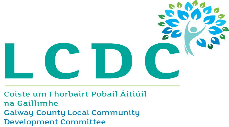 LCDC
Coiste um Fhorbairt Pobail Áitiúil
na Gaillimhe
Galway County Local Community
Development Committee